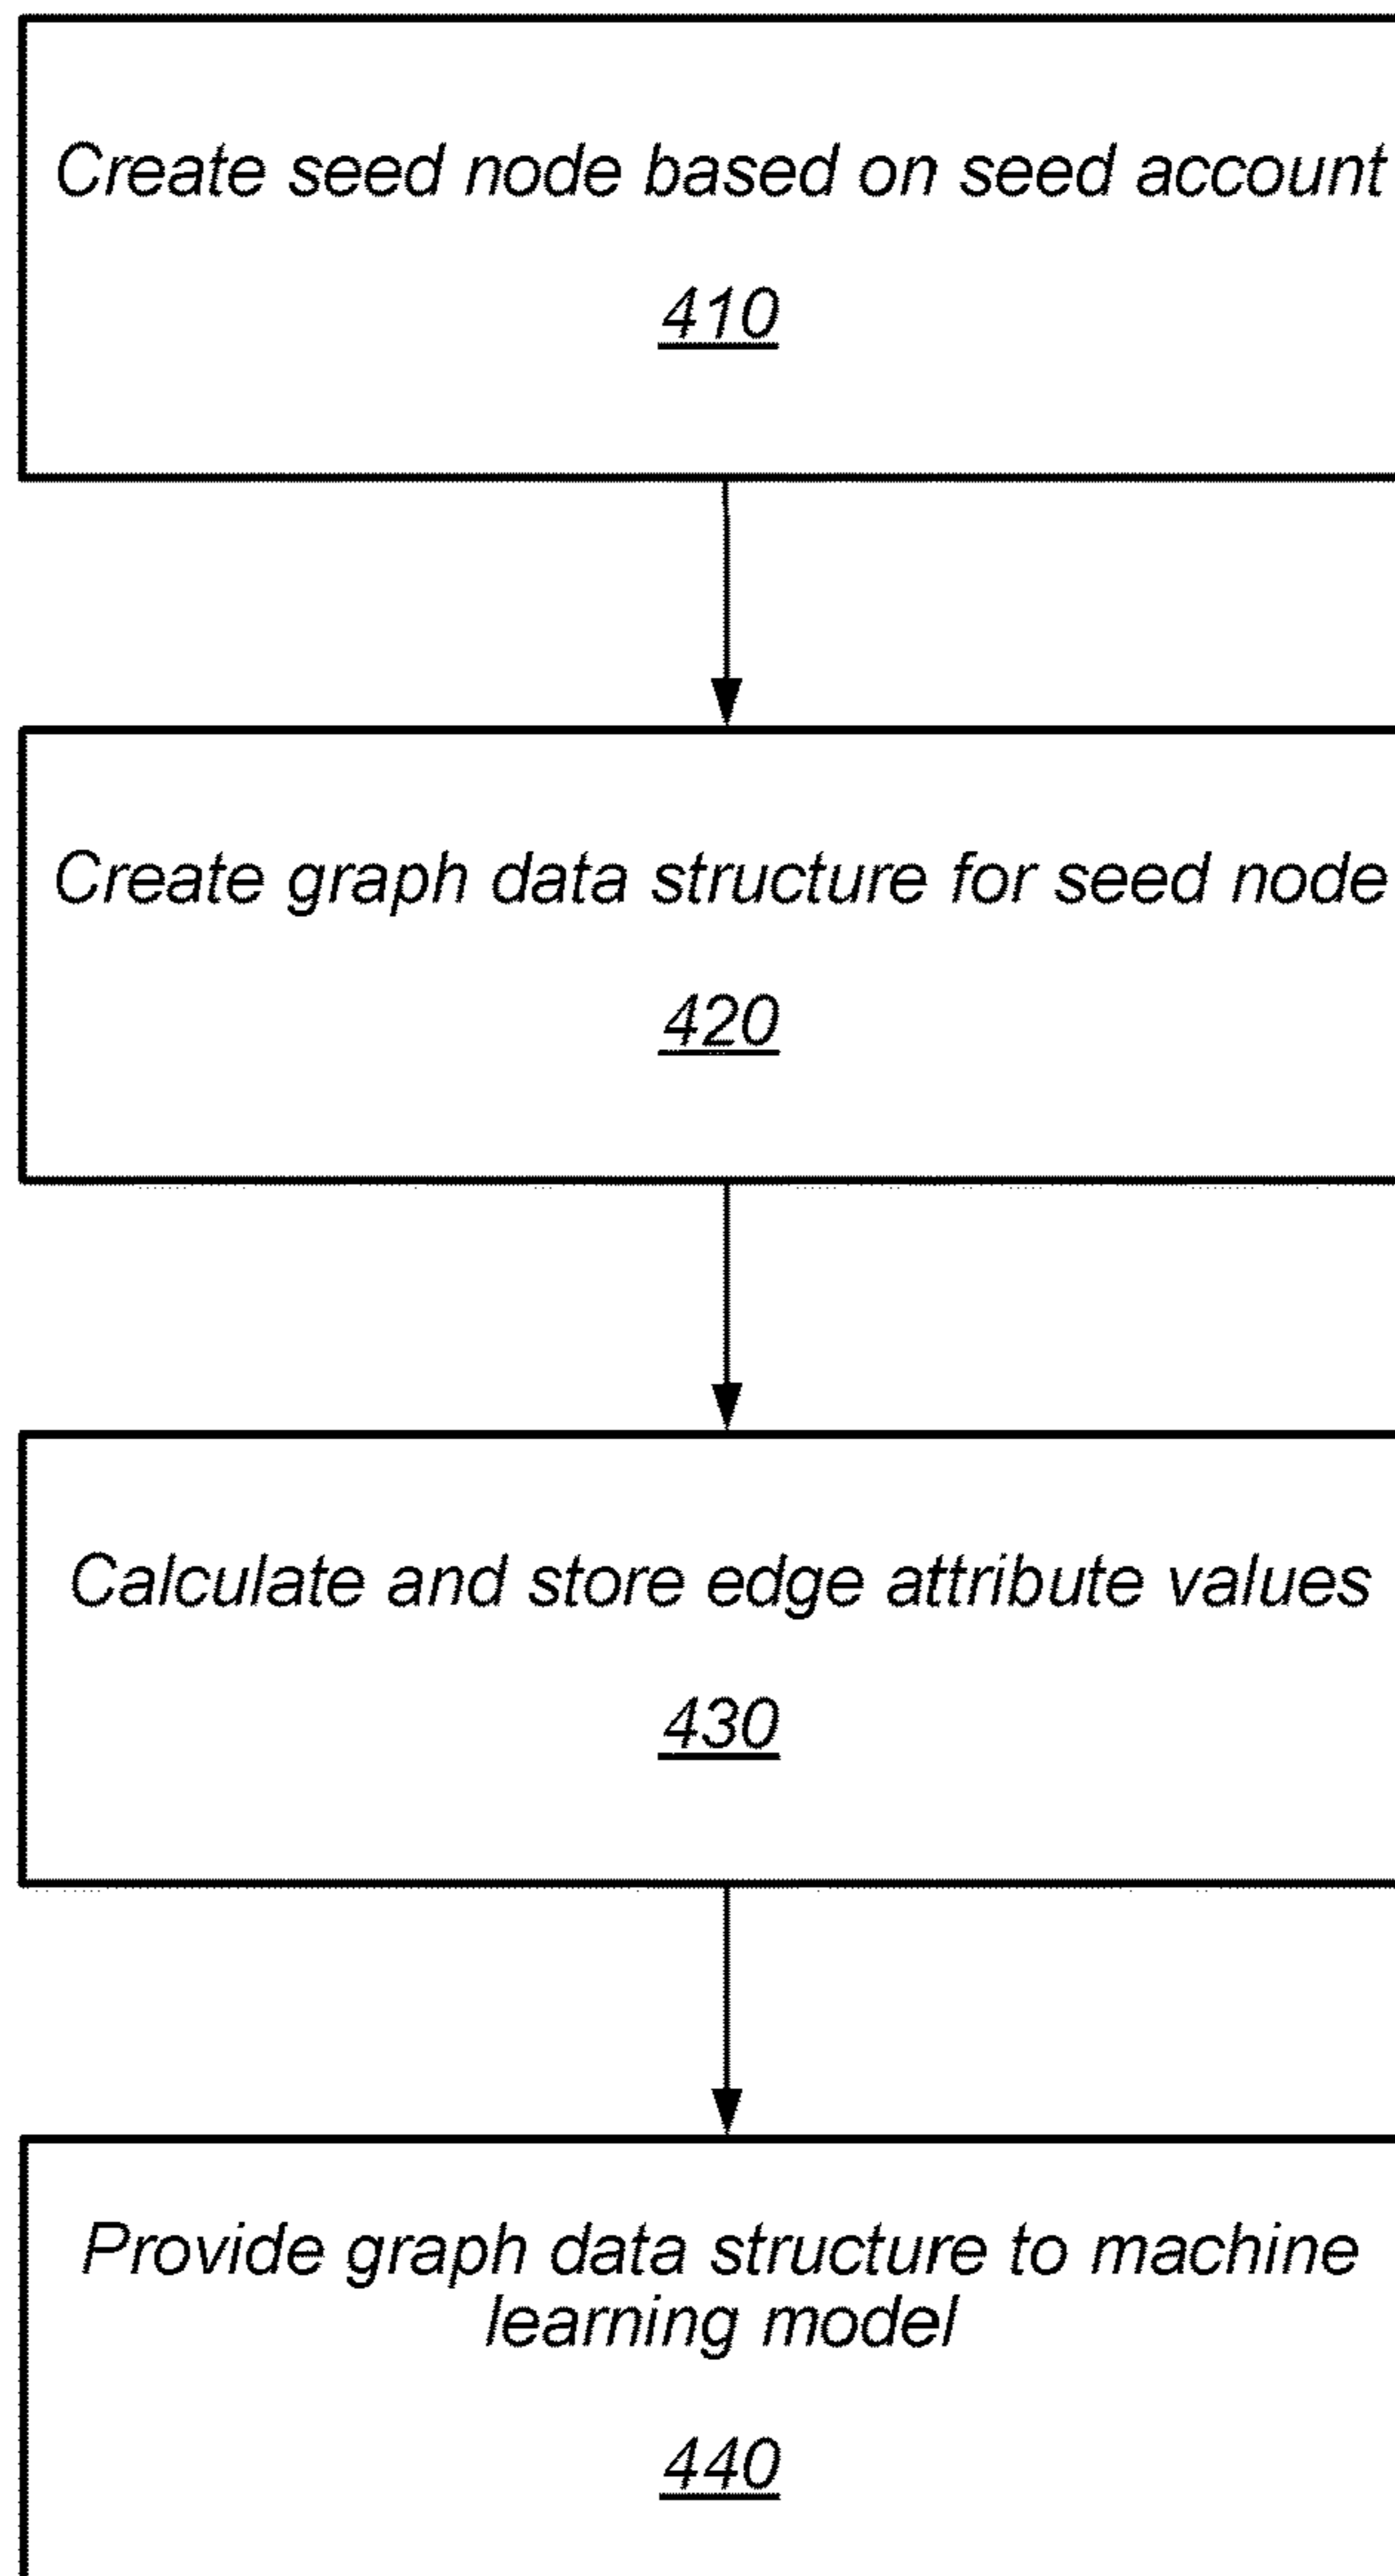 Create seed node based on seed account
410
Create graph data structure for seed node
420
Calculate and store edge attribute values
430
Provide graph data structure to machine
learning model
440